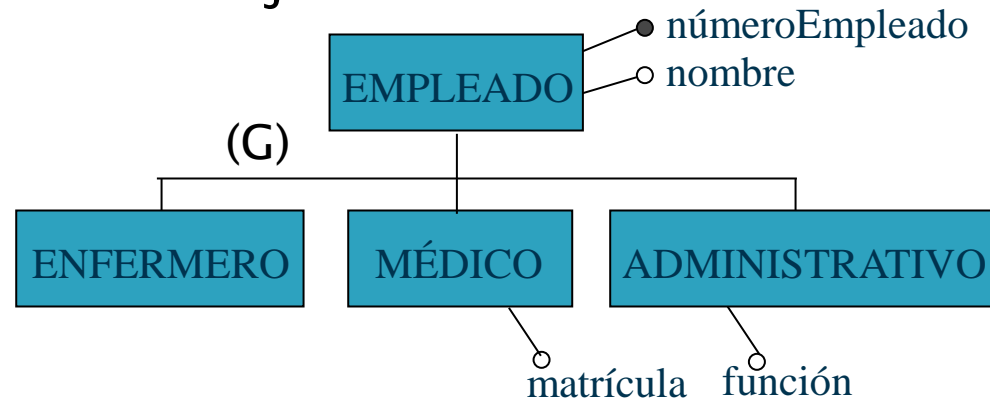 númeroEmpleado
nombre
EMPLEADO
(G)
ENFERMERO
MÉDICO
ADMINISTRATIVO
matrícula
función